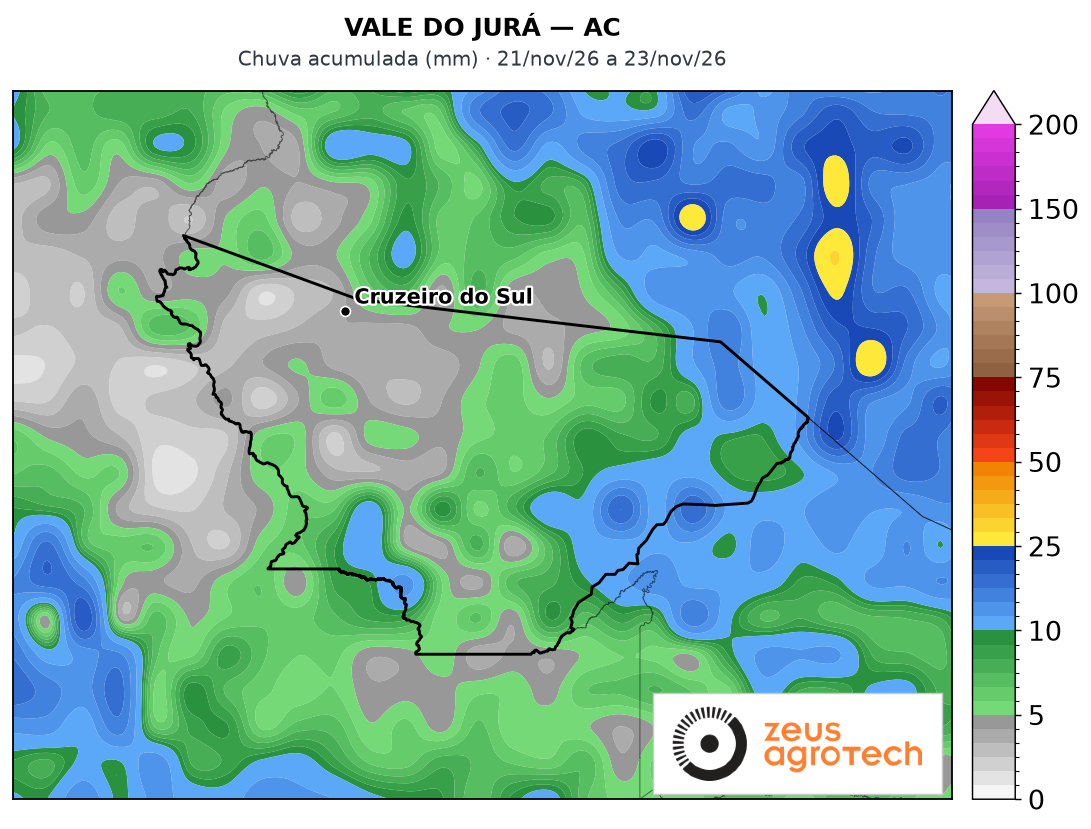 VALE DO JURÁ — AC
Chuva acumulada (mm) · 21/nov/26 a 23/nov/26
Cruzeiro do Sul
200
150
100
75
50
25
10
5
0
zeus
agrotech